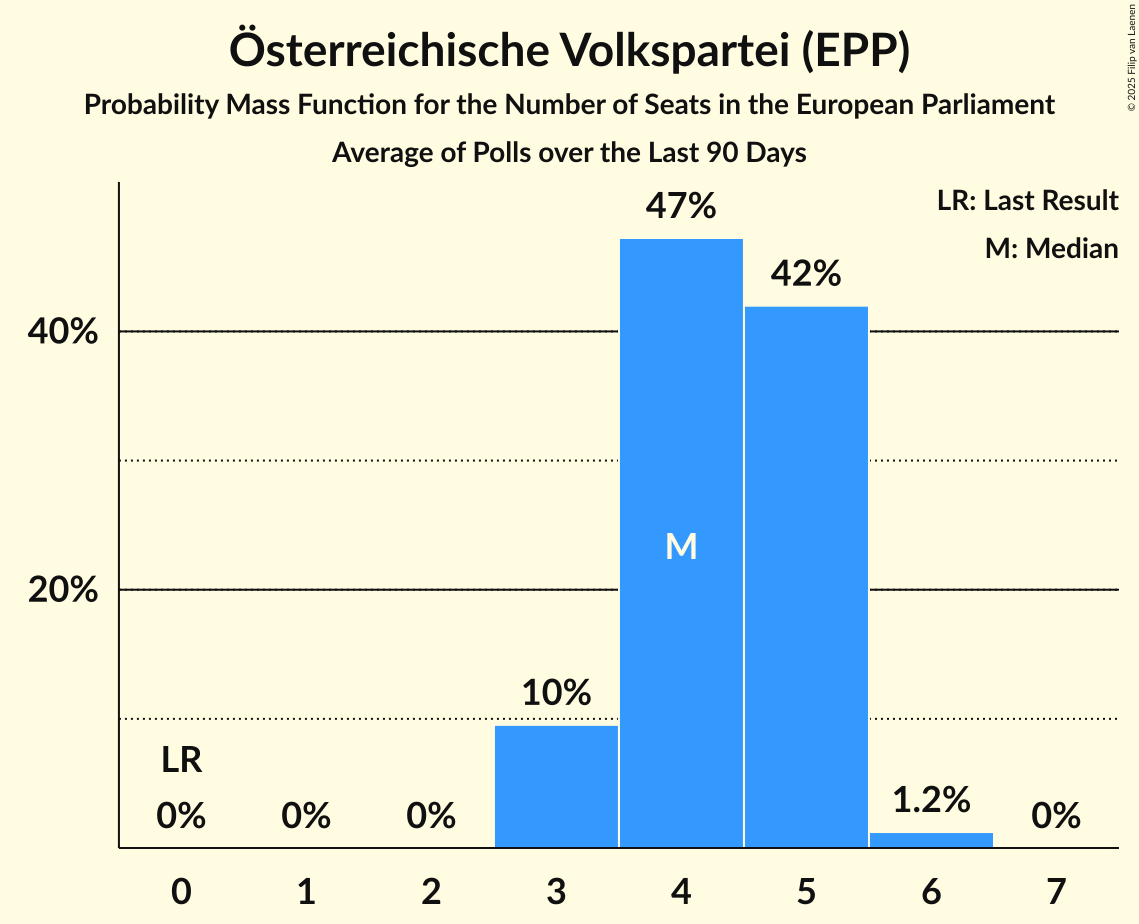 Österreichische Volkspartei (EPP)
Probability Mass Function for the Number of Seats in the European Parliament
Average of Polls over the Last 90 Days
© 2025 Filip van Laenen
LR: Last Result
M: Median
47%
42%
40%
M
20%
10%
LR
0%
0%
0%
1.2%
0%
0
1
2
3
4
5
6
7